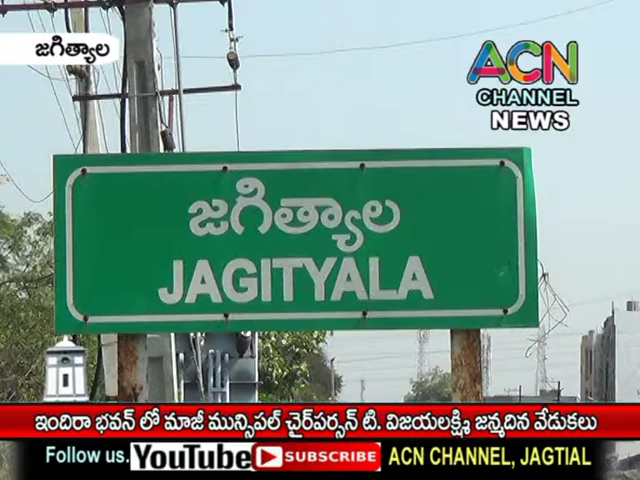 జగిత్యాల
ACN
CHANNEL
NEWS
జగిత్యాల
JAGITYALA
ఇందిరా భవన్ లో మాజీ మున్సిపల్ చైర్‌పర్సన్ టి. విజయలక్ష్మి జన్మదిన వేడుకలు
Follow us. YouTube SUBSCRIBE ACN CHANNEL, JAGTIAL